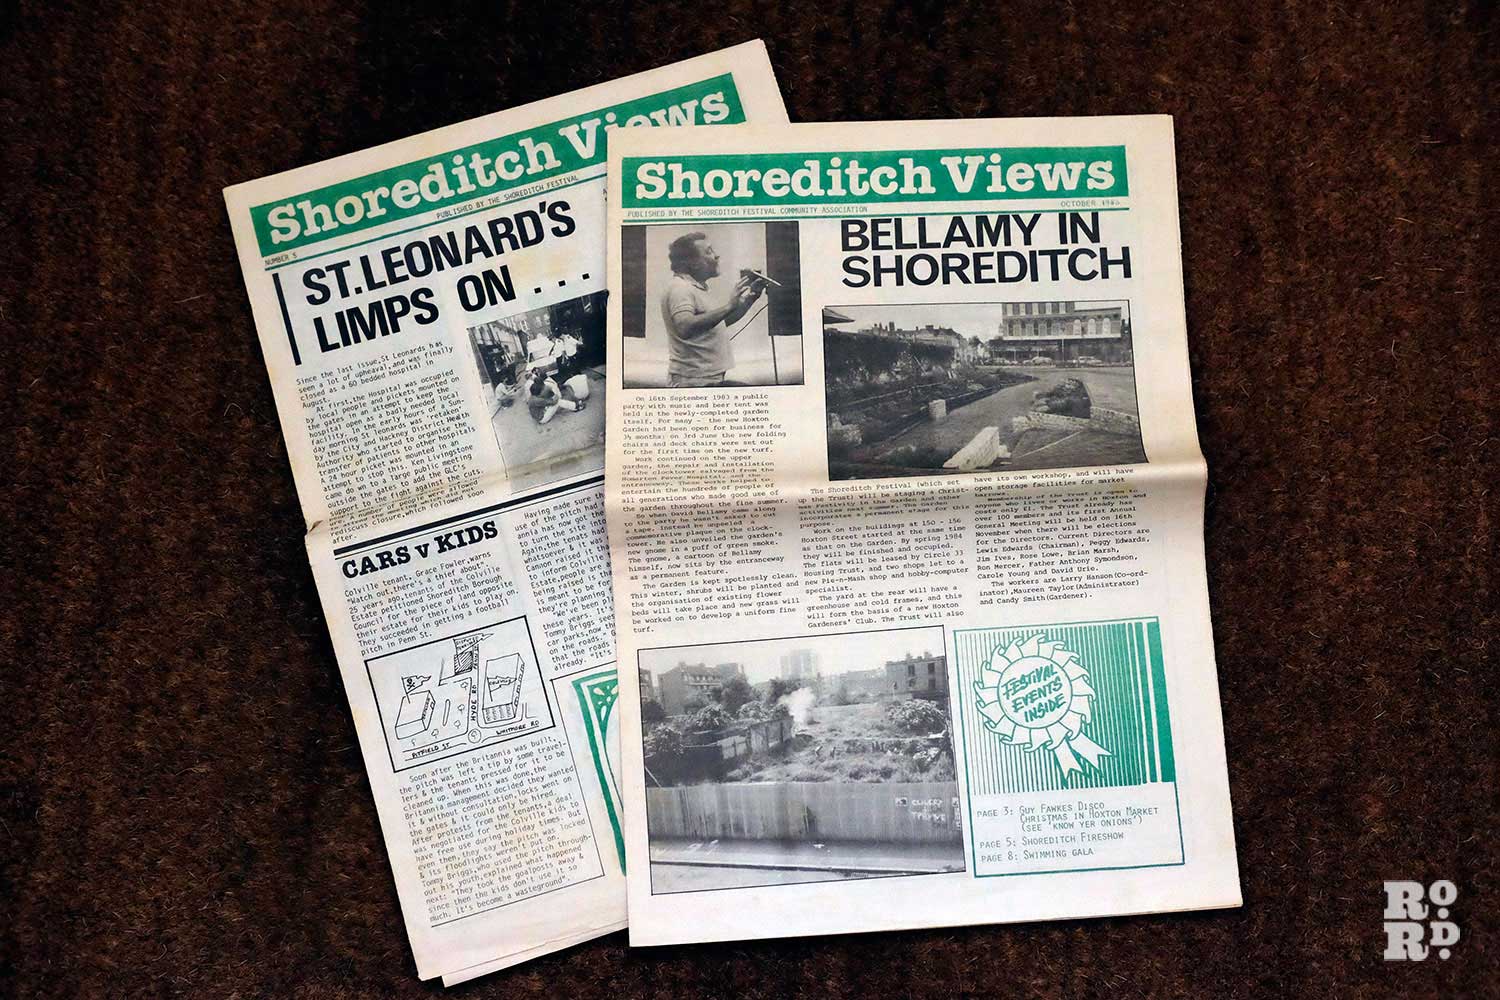 Shoreditch Views
PUBLISHED BY THE SHOREDITCH FESTIVAL
NUMBER 5
ST. LEONARD'S
LIMPS ON ...
Since the last issue,St Leonards has
seen a lot of upheaval,and was finally
closed as a 60 bedded hospital in
August.
At first,the Hospital was occupied
by local people and pickets mounted on
the gates in an attempt to keep the
hospital open as a badly needed local
facility. In the early hours of a Sun-
day morning St leonards was 'retaken'
by the City and Hackney District Health
Authority who used to organise the
transfer of patients to other hospitals
A 24 hour picket was mounted in an
attempt to stop this. Ken Livingstone
came down to a large public meeting
outside the gates to add the GLC's
support to the fight against the cuts.
A number of people were
closure,which followed soon
after.
CARS v KIDS
Colville tenant, Grace Fowler,warns
"Watch out,there's a thief about".
25 years ago,tenants of the Colville
Estate petitioned Shoreditch Borough
Council for the piece of land opposite
their estate for their kids to play on.
They succeeded in getting a football
pitch in Penn St.
HYDE RD
PITFIELD ST.
WHITMORE RD
Soon after the Britannia was built,
the pitch was left a tip by some travel-
lers & the tenants pressed for it to be
cleaned up. When this was done,the
Britannia management decided they wanted
it & without consultation,locks went on
the gates & it could only be hired.
After protests from the tenants,a deal
was negotiated for the Colville kids to
have free use during holiday times. But
even then, they say the pitch was locked
& its floodlights weren't put on.
Tommy Briggs,who used the pitch through-
out his youth,explained what happened
next: "They took the goalposts away &
since then the kids don't use it so
much. It's become a wasteground".
Having made sure th
use of the pitch had
annia has now got the
to turn the site into
Again,the tenats had
whatsoever & it was
Cannon raised it tha
to inform Colville
Estate,people are
being raised is the
is meant to be for
they're planning
"We've been
these years.
Tommy Briggs see
car parks,now th
on the roads." G
that the roads a
already. "It's
Shoreditch Views
PUBLISHED BY THE SHOREDITCH FESTIVAL COMMUNITY ASSOCIATION
OCTOBER
BELLAMY IN
SHOREDITCH
On 16th September 1983 a public
party with music and beer tent was
held in the newly-completed garden
itself. For many - the new Hoxton
Garden had been open for business for
3½ months; on 3rd June the new folding
chairs and deck chairs were set out
for the first time on the new turf.
Work continued on the upper
garden, the repair and installation
of the clocktower salvaged from the
Homerton Fever Hospital, and the
entranceway. These works helped to
entertain the hundreds of people of
all generations who made good use of
the garden throughout the fine summer.
So when David Bellamy came along
to the party he wasn't asked to cut
a tape. Instead he unpeeled a
commemorative plaque on the clock-
tower. He also unveiled the garden's
new gnome in a puff of green smoke.
The gnome, a cartoon of Bellamy
himself, now sits by the entranceway
as a permanent feature.
The Garden is kept spotlessly clean.
This winter, shrubs will be planted and
the organisation of existing flower
beds will take place and new grass will
be worked on to develop a uniform fine
turf.
The Shoreditch Festival (which set
up the Trust) will be staging a Christ-
mas Festival in the Garden and other
activities next summer. The Garden
incorporates a permanent stage for this
purpose.
Work on the buildings at 150 - 156
Hoxton Street started at the same time
as that on the Garden. By spring 1984
they will be finished and occupied.
The flats will be leased by Circle 33
Housing Trust, and two shops let to a
new Pie-n-Mash shop and hobby-computer
specialist.
The yard at the rear will have a
greenhouse and cold frames, and this
will form the basis of a new Hoxton
Gardeners' Club. The Trust will also
have its own workshop, and will have
open storage facilities for market
barrows.
Membership of the Trust is open to
anyone who lives or works in Hoxton and
costs only £1. The Trust already has
over 100 members and its first Annual
General Meeting will be held on 16th
November when there will be elections
for the Directors. Current Directors are
Lewis Edwards (Chairman), Peggy Edwards,
Jim Ives, Rose Lowe, Brian Marsh,
Ron Mercer, Father Anthony Symondson,
Carole Young and David Urie.
The workers are Larry Hanson(Co-ord-
inator),Maureen Taylor(Administrator)
and Candy Smith(Gardener).
FESTIVAL
EVENTS
INSIDE
PAGE 3: GUY FAWKES DISCO
CHRISTMAS IN HOXTON MARKET
(SEE 'KNOW YER ONIONS')
PAGE 5: SHOREDITCH FIRESHOW
PAGE 8: SWIMMING GALA
RO.
RD.